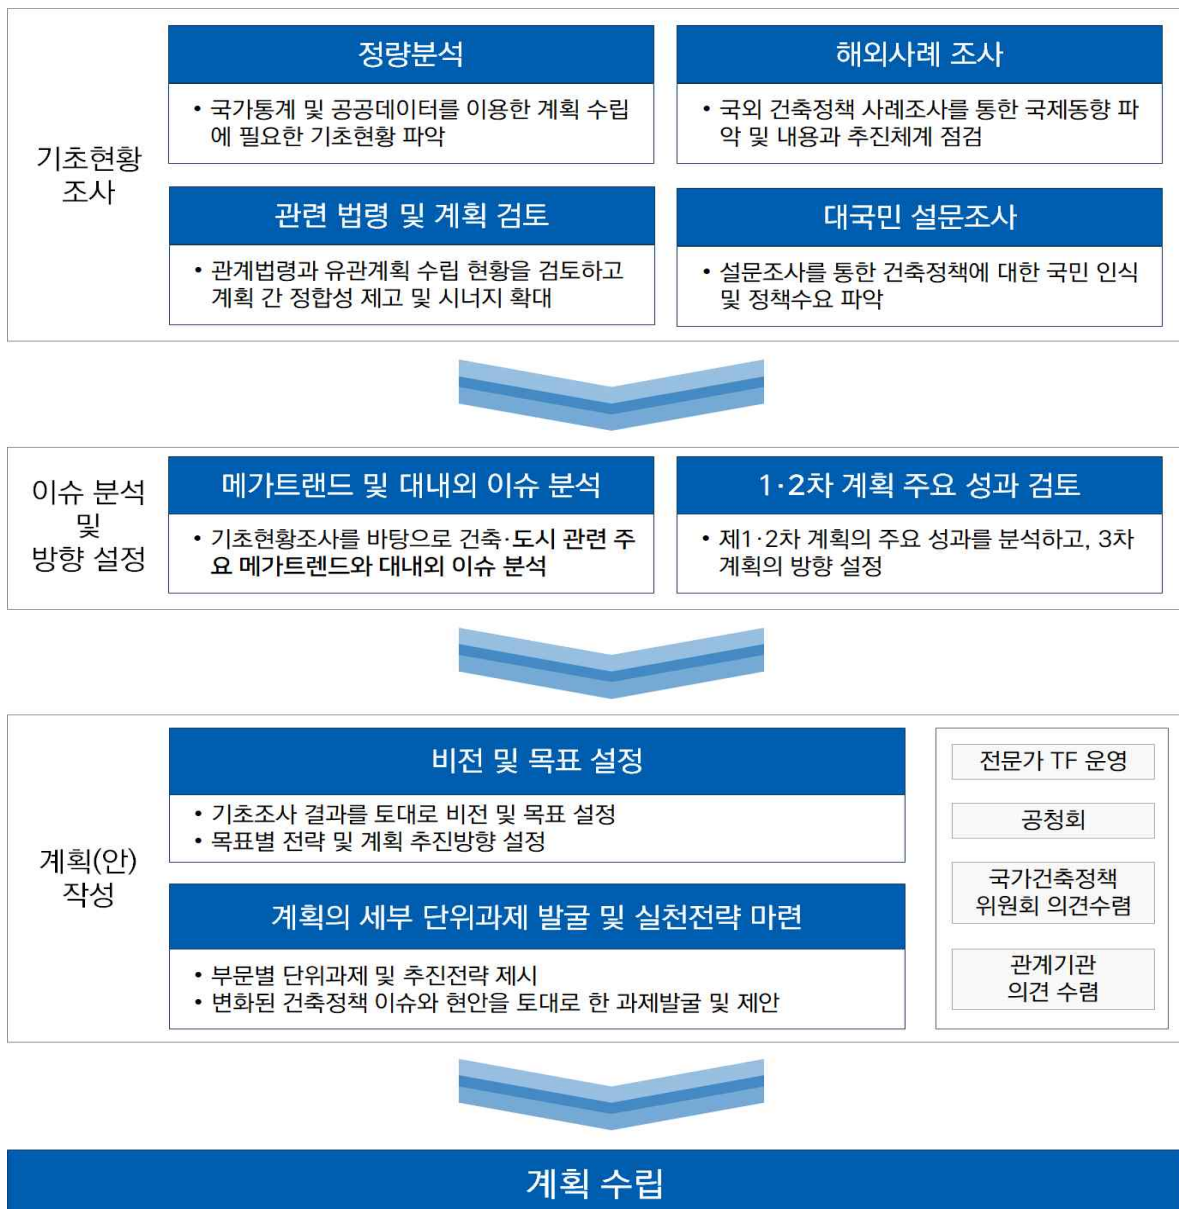 기초현황
조사
정량분석
• 국가통계 및 공공데이터를 이용한 계획 수립
에 필요한 기초현황 파악
해외사례 조사
• 국외 건축정책 사례조사를 통한 국제동향 파
악 및 내용과 추진체계 점검
관련 법령 및 계획 검토
• 관계법령과 유관계획 수립 현황을 검토하고
계획 간 정합성 제고 및 시너지 확대
대국민 설문조사
• 설문조사를 통한 건축정책에 대한 국민 인식
및 정책수요 파악
이슈 분석
및
방향 설정
메가트랜드 및 대내외 이슈 분석
• 기초현황조사를 바탕으로 건축·도시 관련 주
요 메가트렌드와 대내외 이슈 분석
1·2차 계획 주요 성과 검토
• 제1·2차 계획의 주요 성과를 분석하고, 3차
계획의 방향 설정
계획(안)
작성
비전 및 목표 설정
• 기초조사 결과를 토대로 비전 및 목표 설정
• 목표별 전략 및 계획 추진방향 설정
계획의 세부 단위과제 발굴 및 실천전략 마련
• 부문별 단위과제 및 추진전략 제시
• 변화된 건축정책 이슈와 현안을 토대로 한 과제발굴 및 제안
전문가 TF 운영
공청회
국가건축정책
위원회 의견수렴
관계기관
의견 수렴
계획 수립